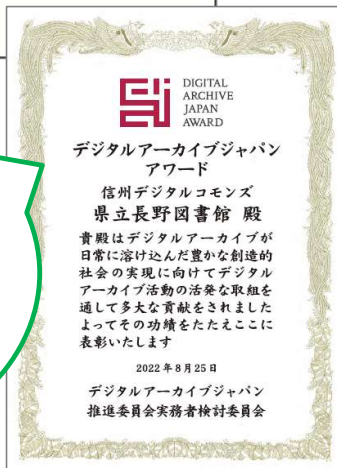 DIGITAL
ARCHIVE
JAPAN
AWARD
デジタルアーカイブジャパン
アワード
信州デジタルコモンズ
県立長野図書館 殿
貴殿はデジタルアーカイブが
日常に溶け込んだ豊かな創造的
社会の実現に向けてデジタル
アーカイブ活動の活発な取組を
通して多大な貢献をされました
よってその功績をたたえここに
表彰いたします
2022年8月25日
デジタルアーカイブジャパン
推進委員会実務者検討委員会